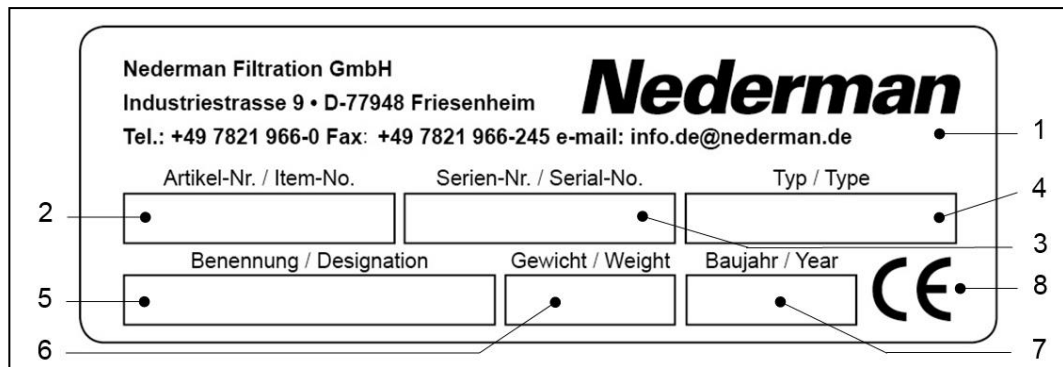 Nederman Filtration GmbH
Nederman
Industriestrasse 9 • D-77948 Friesenheim
Tel.: +49 7821 966-0 Fax: +49 7821 966-245 e-mail: info.de@nederman.de
1
Artikel-Nr. / Item-No. Serien-Nr. / Serial-No. Typ / Type
2
4
3
Benennung / Designation Gewicht / Weight Baujahr / Year
5
CE
8
6
7